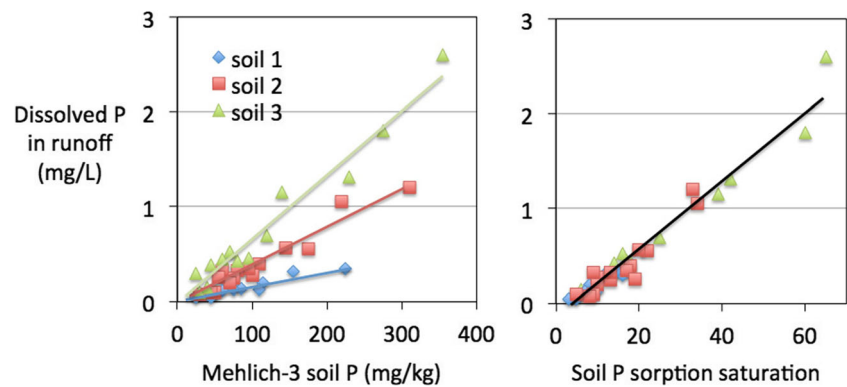 3
2
1
0
0
100
200
300
400
Dissolved P
in runoff
(mg/L)
soil 1
soil 2
soil 3
Mehlich-3 soil P (mg/kg)
3
2
1
0
0
20
40
60
Soil P sorption saturation